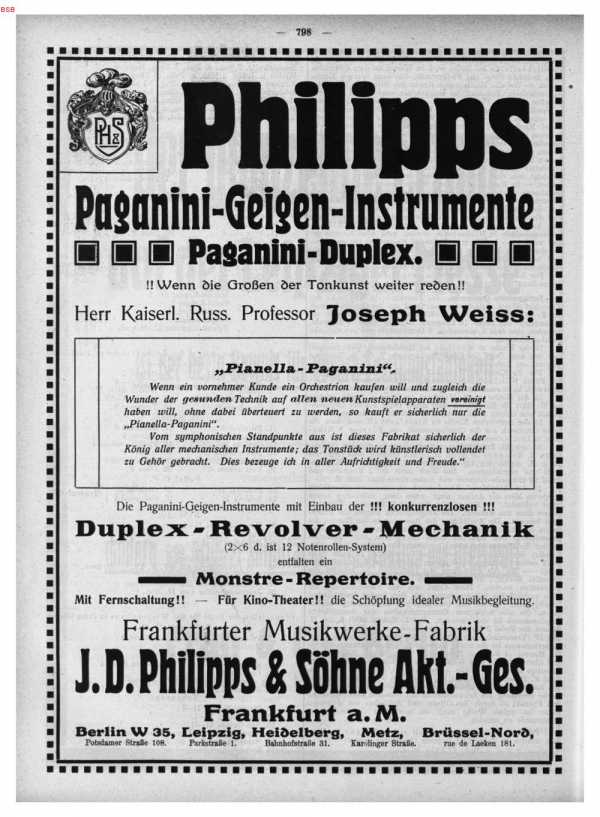 BSB
— 798 —
PH&S
Philipps
Paganini-Geigen-Instrumente
Paganini-Duplex.
!!Wenn die Großen der Tonkunst weiter reden!!
Herr Kaiserl. Russ. Professor Joseph Weiss:
„Pianella-Paganini“.
Wenn ein vornehmer Kunde ein Orchestrion kaufen will und zugleich die
Wunder der gesunden Technik auf allen neuen Kunstspielapparaten vereinigt
haben will, ohne dabei überteuert zu werden, so kauft er sicherlich nur die
„Pianella-Paganini“.
Vom symphonischen Standpunkte aus ist dieses Fabrikat sicherlich der
König aller mechanischen Instrumente; das Tonstück wird künstlerisch vollendet
zu Gehör gebracht. Dies bezeuge ich in aller Aufrichtigkeit und Freude.“
Die Paganini-Geigen-Instrumente mit Einbau der !!! konkurrenzlosen !!!
Duplex-Revolver-Mechanik
(2×6 d. ist 12 Notenrollen-System)
entfalten ein
Monstre-Repertoire.
Mit Fernschaltung!! — Für Kino-Theater!! die Schöpfung idealer Musikbegleitung.
Frankfurter Musikwerke-Fabrik
J. D. Philipps & Söhne Akt.-Ges.
Frankfurt a. M.
Berlin W 35, Leipzig, Heidelberg, Metz, Brüssel-Nord,
Potsdamer Straße 108. Parkstraße 1. Bahnhofstraße 31. Karolinger Straße. rue de Laeken 181.